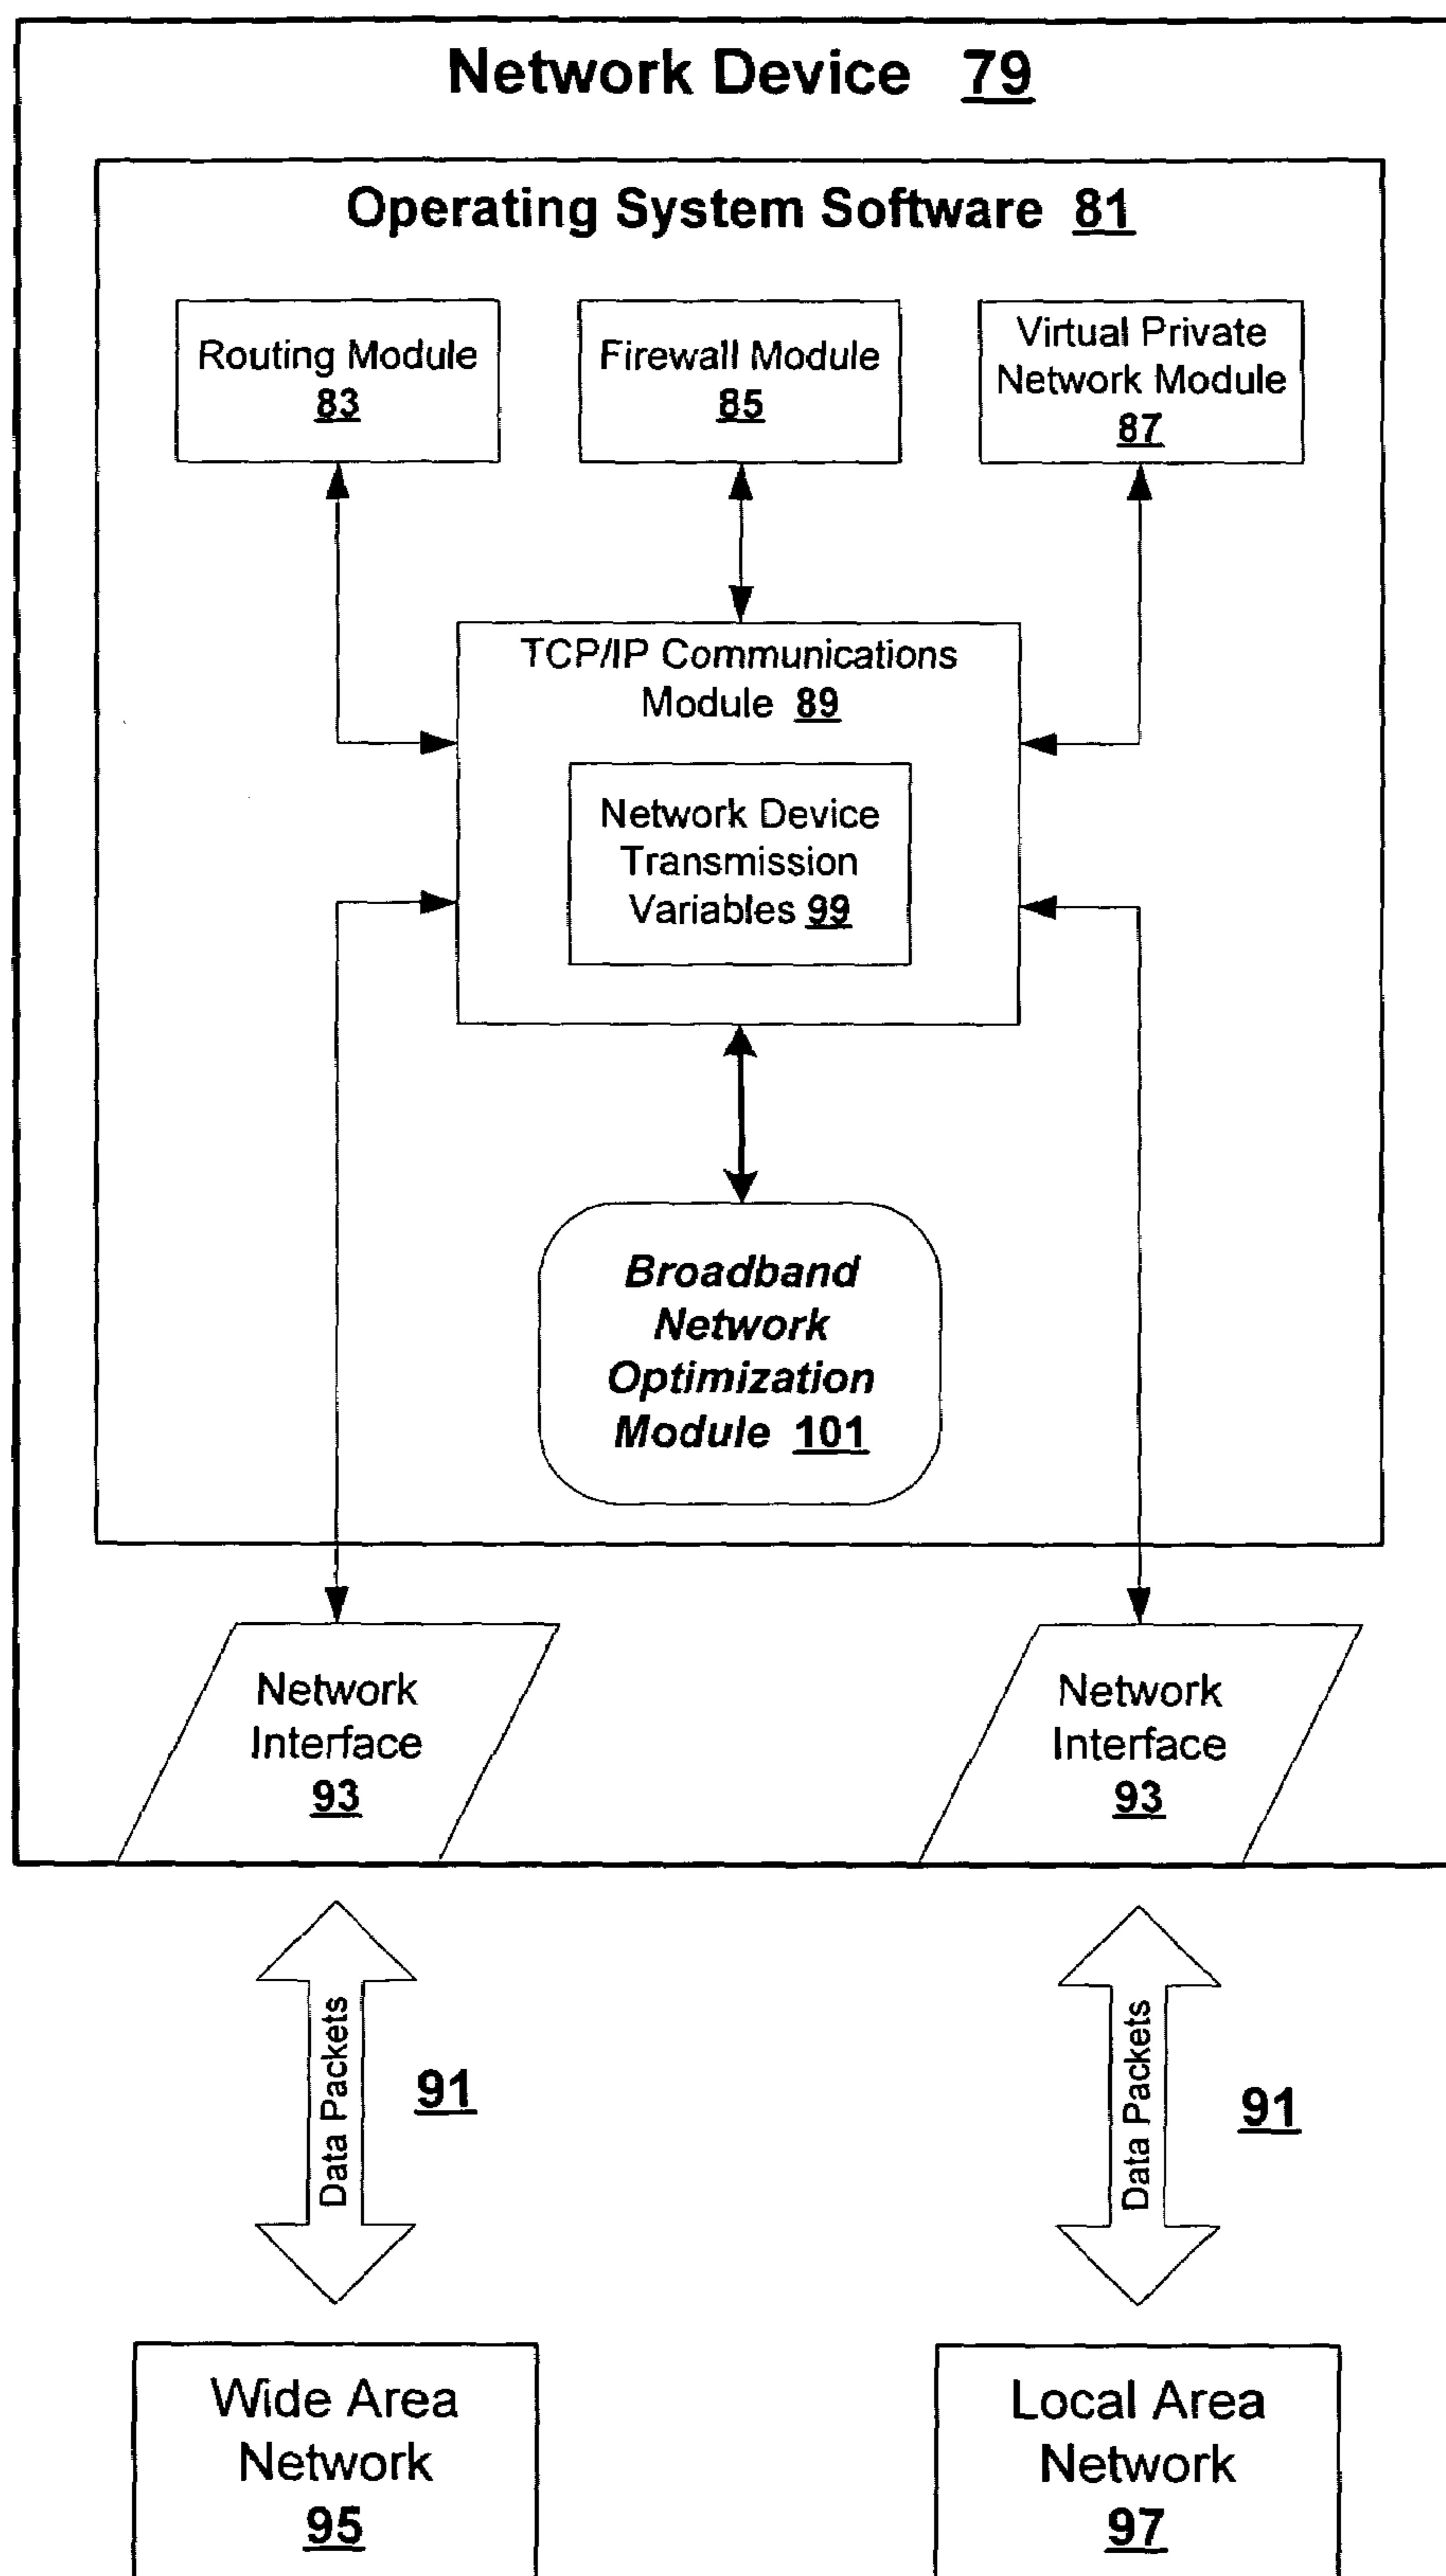 Network Device 79
Operating System Software 81
Routing Module
83
Firewall Module
85
Virtual Private
Network Module
87
TCP/IP Communications
Module 89
Network Device
Transmission
Variables 99
Broadband
Network
Optimization
Module 101
Network
Interface
93
Network
Interface
93
Data Packets
91
Data Packets
91
Wide Area
Network
95
Local Area
Network
97